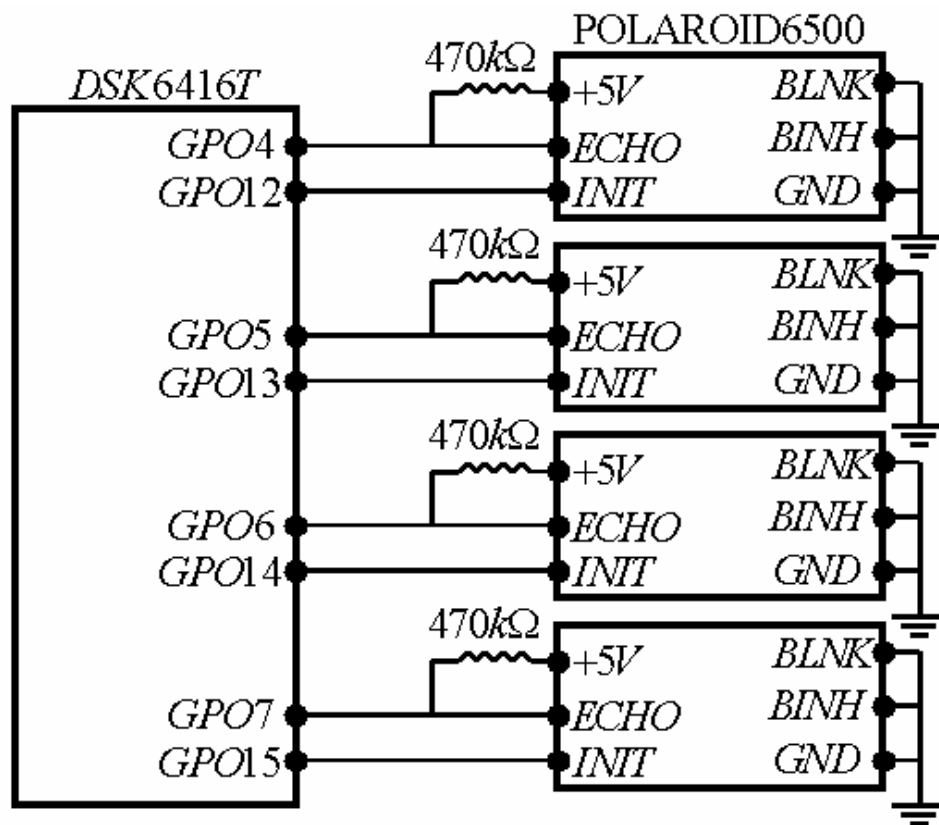 POLAROID6500
470kΩ
DSK6416T
+5V
BLNK
GPO4
ECHO
BINH
GPO12
INIT
GND
470kΩ
+5V
BLNK
GPO5
ECHO
BINH
GPO13
INIT
GND
470kΩ
+5V
BLNK
GPO6
ECHO
BINH
GPO14
INIT
GND
470kΩ
+5V
BLNK
GPO7
ECHO
BINH
GPO15
INIT
GND